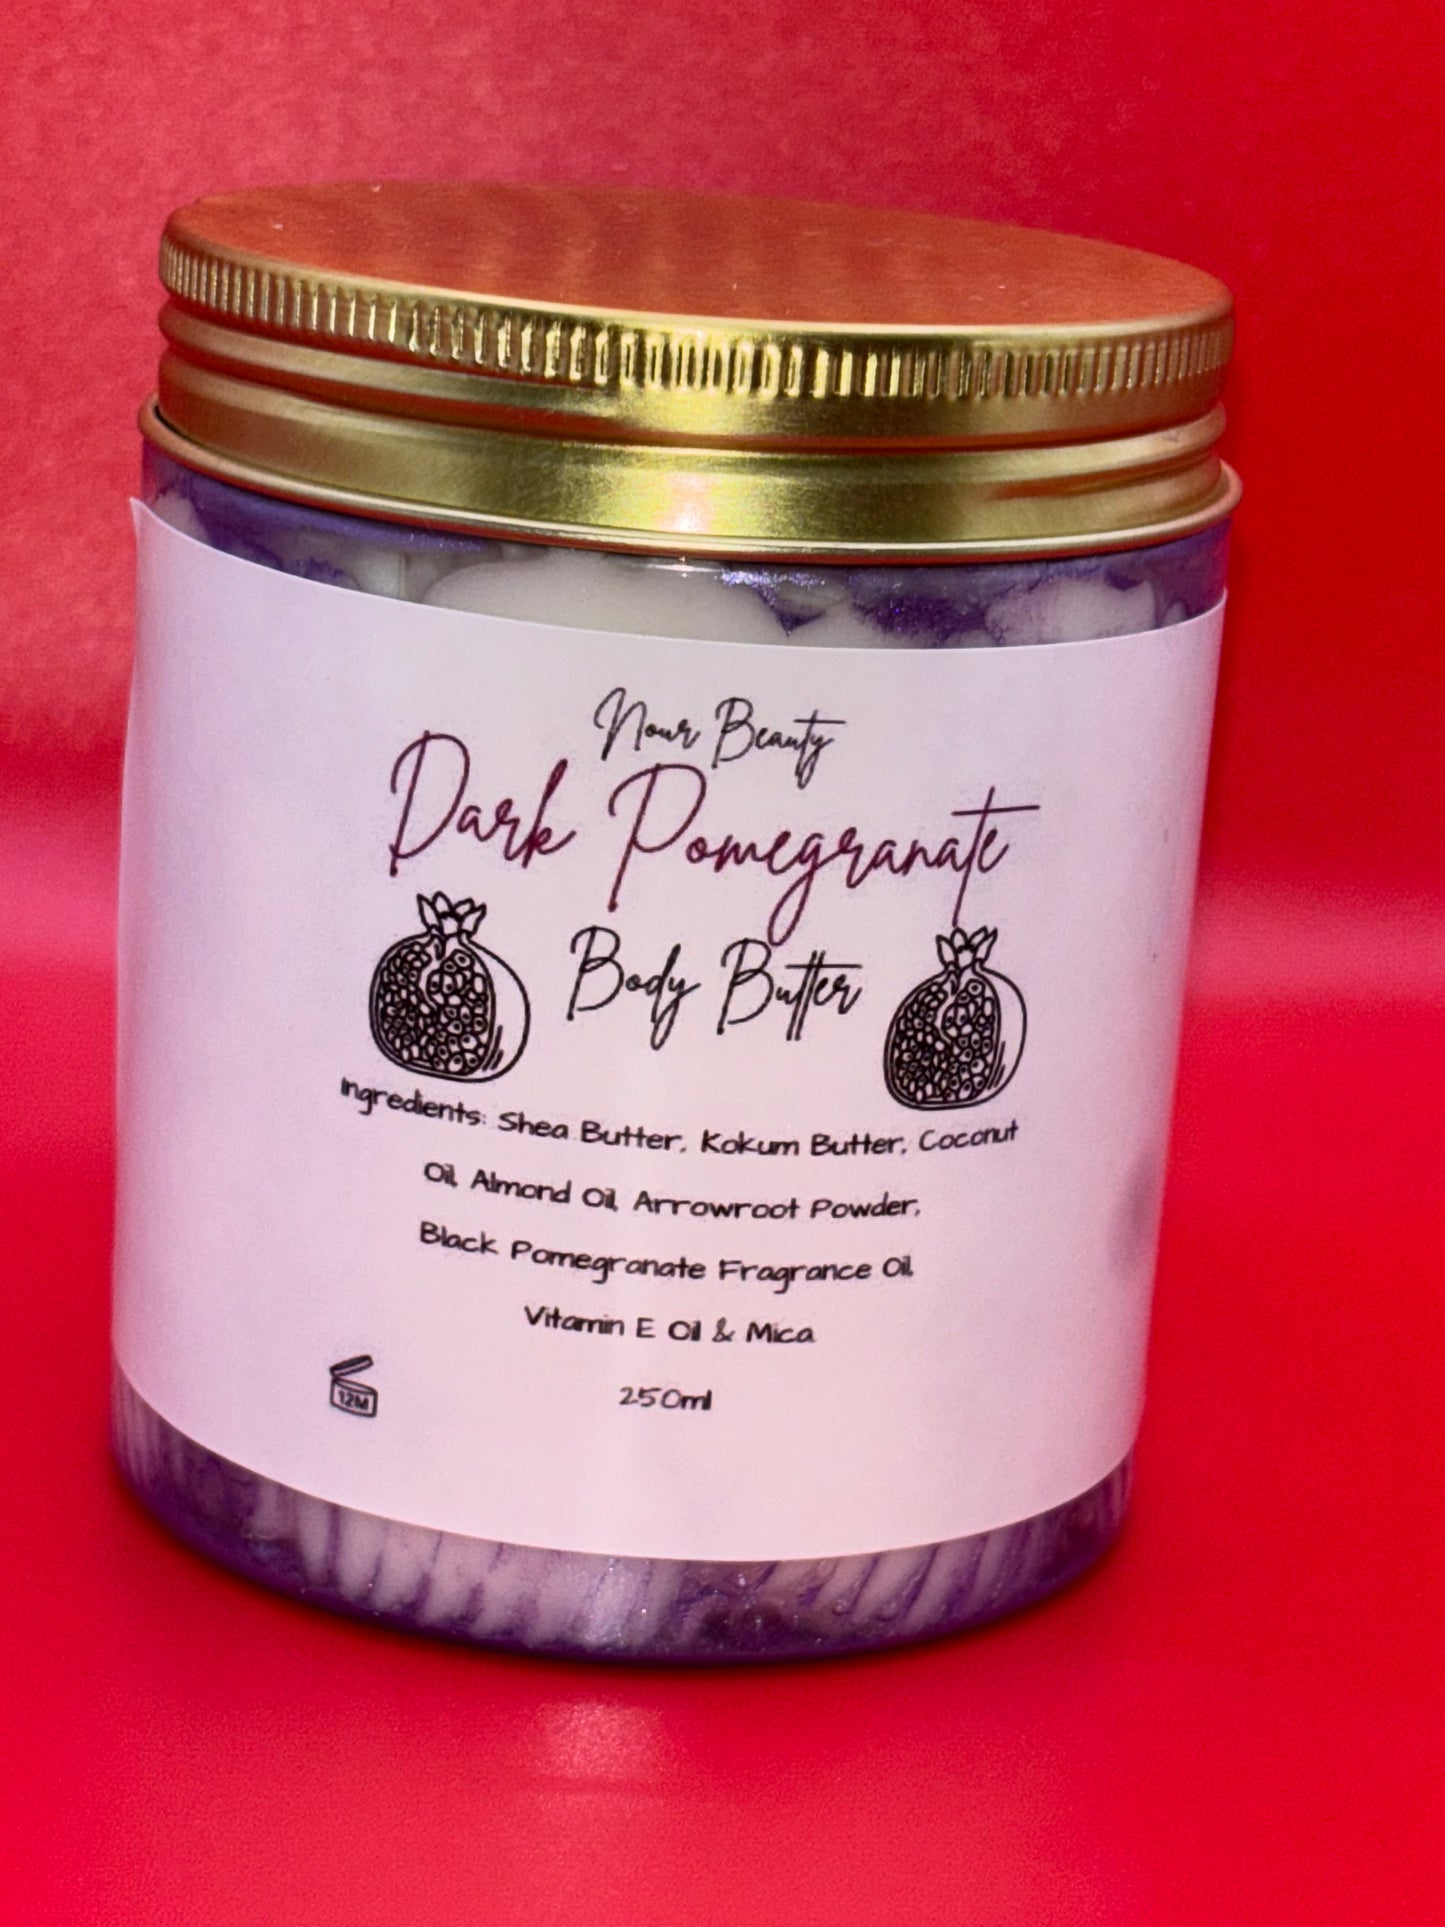 Nour Beauty
Dark Pomegranate
Body Butter
Ingredients: Shea Butter, Kokum Butter, Coconut
Oil, Almond Oil, Arrowroot Powder,
Black Pomegranate Fragrance Oil,
Vitamin E Oil & Mica
12M
250ml